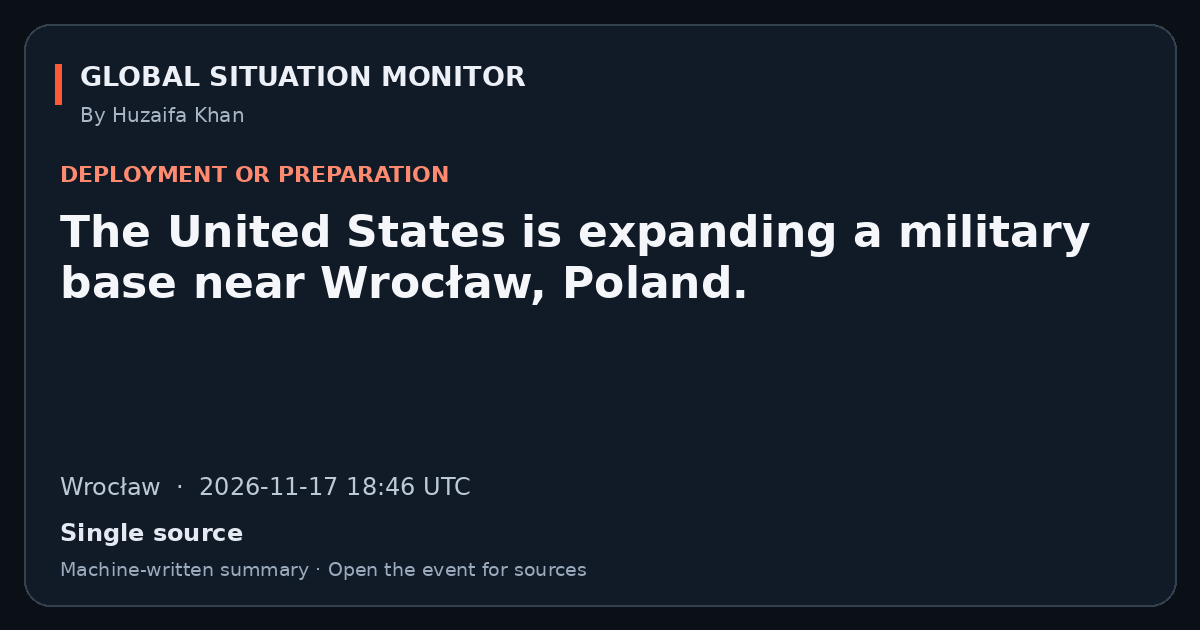 GLOBAL SITUATION MONITOR
By Huzaifa Khan
DEPLOYMENT OR PREPARATION
The United States is expanding a military
base near Wrocław, Poland.
Wrocław · 2026-11-17 18:46 UTC
Single source
Machine-written summary · Open the event for sources